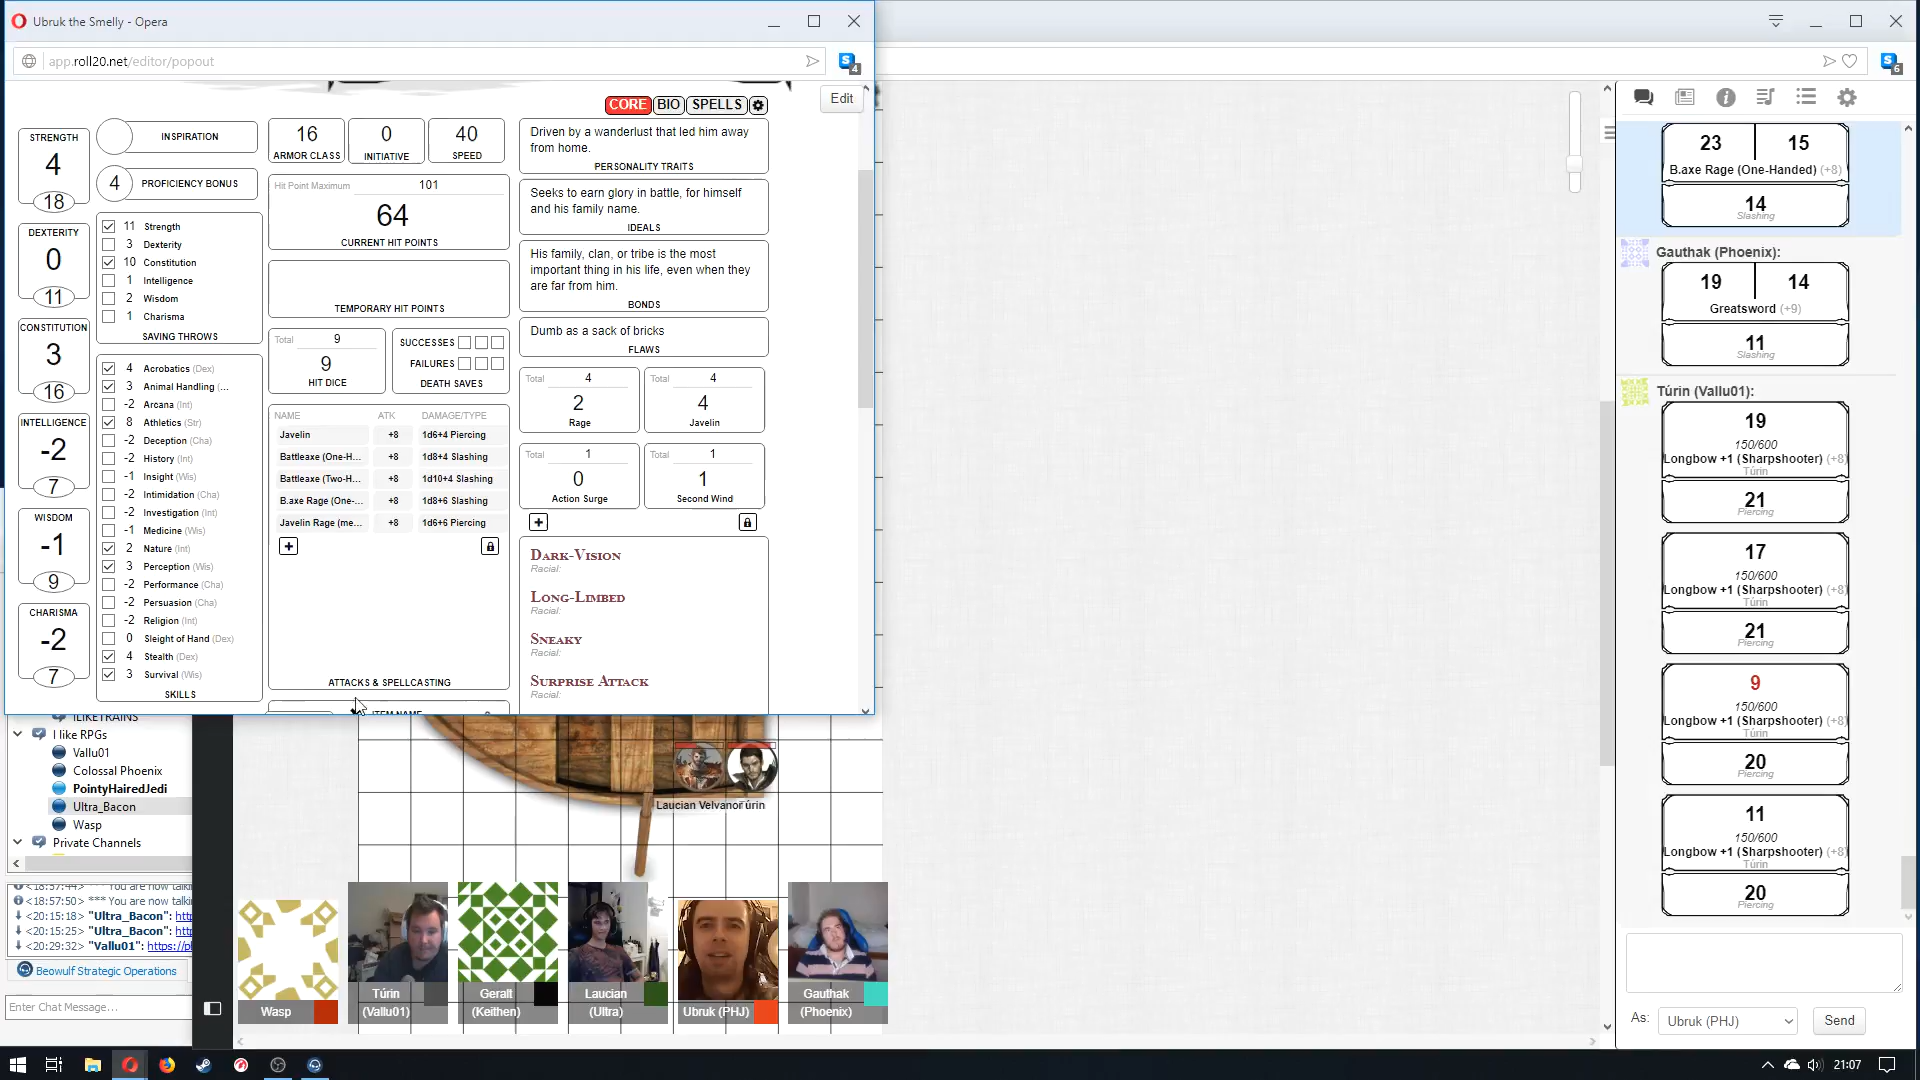 Ubruk the Smelly - Opera
app.roll20.net/editor/popout
4
6
CORE BIO SPELLS
Edit
STRENGTH
4
18
DEXTERITY
0
11
CONSTITUTION
3
16
INTELLIGENCE
-2
7
WISDOM
-1
9
CHARISMA
-2
7
INSPIRATION
4 PROFICIENCY BONUS
11 Strength
3 Dexterity
10 Constitution
1 Intelligence
2 Wisdom
1 Charisma
SAVING THROWS
4 Acrobatics (Dex)
3 Animal Handling (...
-2 Arcana (Int)
8 Athletics (Str)
-2 Deception (Cha)
-2 History (Int)
-1 Insight (Wis)
-2 Intimidation (Cha)
-2 Investigation (Int)
-1 Medicine (Wis)
2 Nature (Int)
3 Perception (Wis)
-2 Performance (Cha)
-2 Persuasion (Cha)
-2 Religion (Int)
0 Sleight of Hand (Dex)
4 Stealth (Dex)
3 Survival (Wis)
SKILLS
16
ARMOR CLASS
0
INITIATIVE
40
SPEED
Hit Point Maximum 101
64
CURRENT HIT POINTS
TEMPORARY HIT POINTS
Total 9
9
HIT DICE
SUCCESSES
FAILURES
DEATH SAVES
NAME ATK DAMAGE/TYPE
Javelin +8 1d6+4 Piercing
Battleaxe (One-H... +8 1d8+4 Slashing
Battleaxe (Two-H... +8 1d10+4 Slashing
B.axe Rage (One-... +8 1d8+6 Slashing
Javelin Rage (me... +8 1d6+6 Piercing
+
ATTACKS & SPELLCASTING
ITEM NAME
Driven by a wanderlust that led him away
from home.
PERSONALITY TRAITS
Seeks to earn glory in battle, for himself
and his family name.
IDEALS
His family, clan, or tribe is the most
important thing in his life, even when they
are far from him.
BONDS
Dumb as a sack of bricks
FLAWS
Total 4
2
Rage
Total 4
4
Javelin
Total 1
0
Action Surge
Total 1
1
Second Wind
+
DARK-VISION
Racial:
LONG-LIMBED
Racial:
SNEAKY
Racial:
SURPRISE ATTACK
Racial:
ILIKETRAINS
I like RPGs
Vallu01
Colossal Phoenix
PointyHairedJedi
Ultra_Bacon
Wasp
Private Channels
<18:57:44> *** You are now talki
<18:57:50> *** You are now talki
<20:15:18> "Ultra_Bacon": htt
<20:15:25> "Ultra_Bacon": htt
<20:29:32> "Vallu01": https://pl
Beowulf Strategic Operations
Enter Chat Message...
Laucian Velvanor
Túrin
Wasp
Túrin
(Vallu01)
Geralt
(Keithen)
Laucian
(Ultra)
Ubruk (PHJ)
Gauthak
(Phoenix)
23 15
B.axe Rage (One-Handed) (+8)
14
Slashing
Gauthak (Phoenix):
19 14
Greatsword (+9)
11
Slashing
Túrin (Vallu01):
19
150/600
Longbow +1 (Sharpshooter) (+8)
Túrin
21
Piercing
17
150/600
Longbow +1 (Sharpshooter) (+8)
Túrin
21
Piercing
9
150/600
Longbow +1 (Sharpshooter) (+8)
Túrin
20
Piercing
11
150/600
Longbow +1 (Sharpshooter) (+8)
Túrin
20
Piercing
As: Ubruk (PHJ) Send
21:07